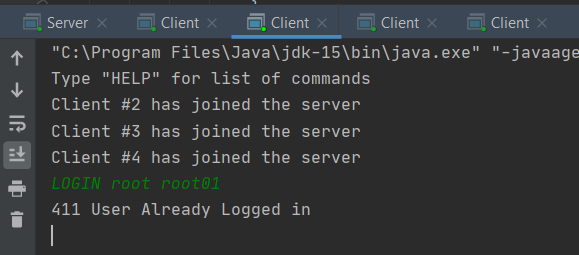 Server Client Client Client Client
"C:\Program Files\Java\jdk-15\bin\java.exe" "-javaage
Type "HELP" for list of commands
Client #2 has joined the server
Client #3 has joined the server
Client #4 has joined the server
LOGIN root root01
411 User Already Logged in